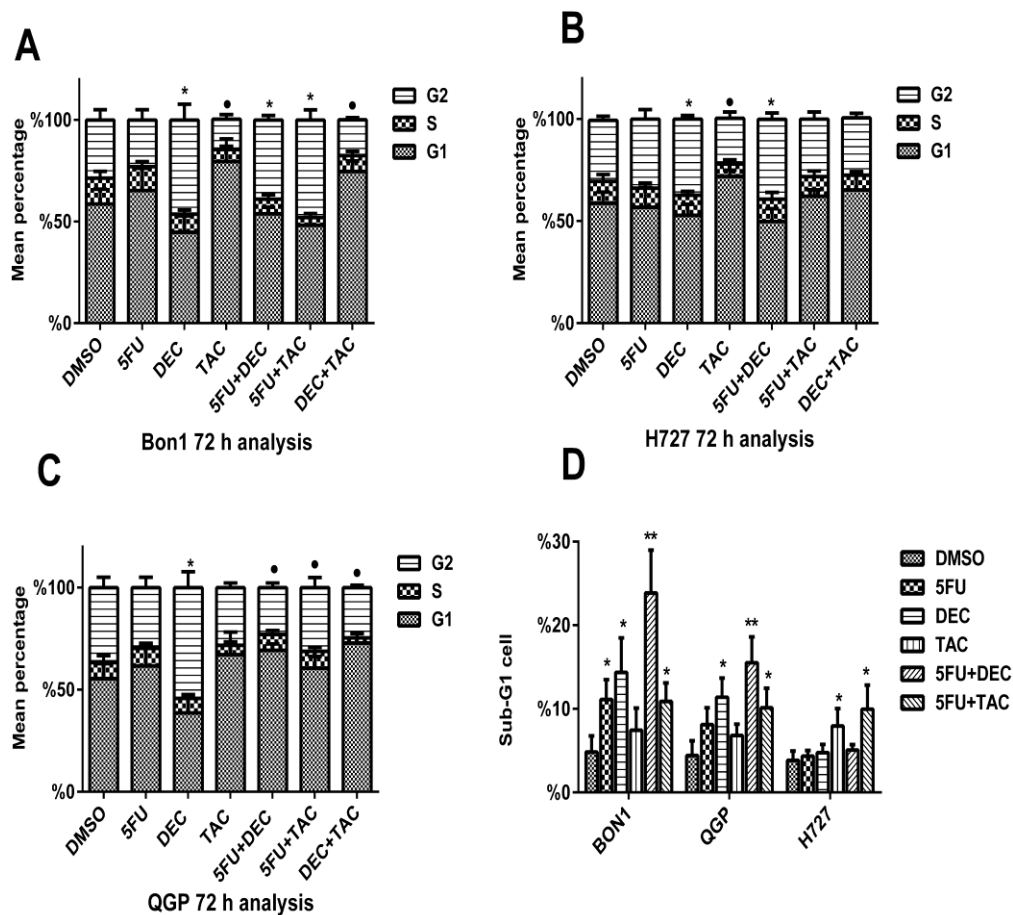 A
Mean percentage
%100
%50
%0
* • * * •
G2
S
G1
DMSO
5FU
DEC
TAC
5FU+DEC
5FU+TAC
DEC+TAC
Bon1 72 h analysis
B
Mean percentage
%100
%50
%0
* • *
G2
S
G1
DMSO
5FU
DEC
TAC
5FU+DEC
5FU+TAC
DEC+TAC
H727 72 h analysis
C
Mean percentage
%100
%50
%0
* • • •
G2
S
G1
DMSO
5FU
DEC
TAC
5FU+DEC
5FU+TAC
DEC+TAC
QGP 72 h analysis
D
Sub-G1 cell
%30
%20
%10
%0
* * ** * * ** * * *
BON1
QGP
H727
DMSO
5FU
DEC
TAC
5FU+DEC
5FU+TAC